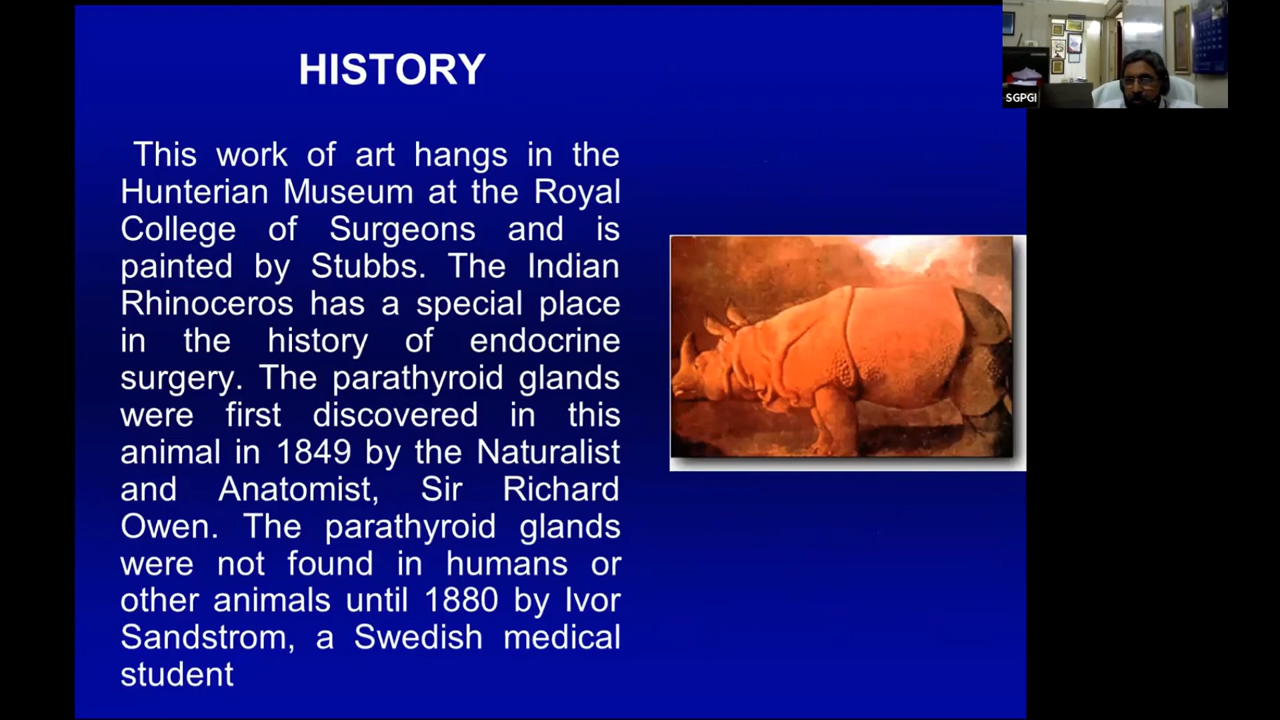 HISTORY
This work of art hangs in the
Hunterian Museum at the Royal
College of Surgeons and is
painted by Stubbs. The Indian
Rhinoceros has a special place
in the history of endocrine
surgery. The parathyroid glands
were first discovered in this
animal in 1849 by the Naturalist
and Anatomist, Sir Richard
Owen. The parathyroid glands
were not found in humans or
other animals until 1880 by Ivor
Sandstrom, a Swedish medical
student
SGPGI